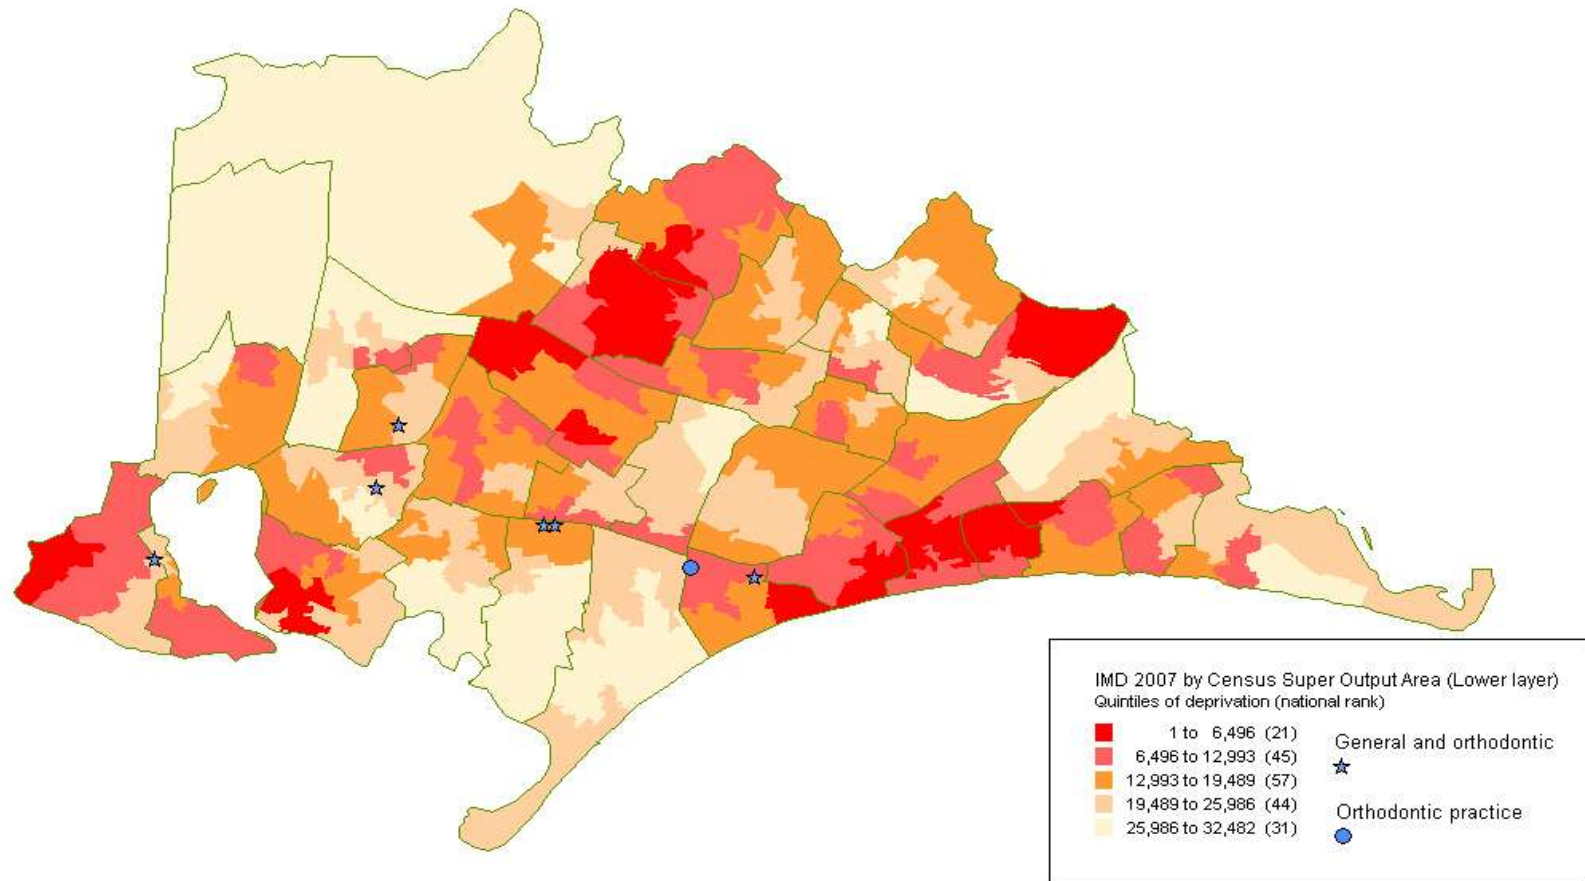 IMD 2007 by Census Super Output Area (Lower layer)
Quintiles of deprivation (national rank)
1 to 6,496 (21)
6,496 to 12,993 (45)
12,993 to 19,489 (57)
19,489 to 25,986 (44)
25,986 to 32,482 (31)
General and orthodontic
Orthodontic practice